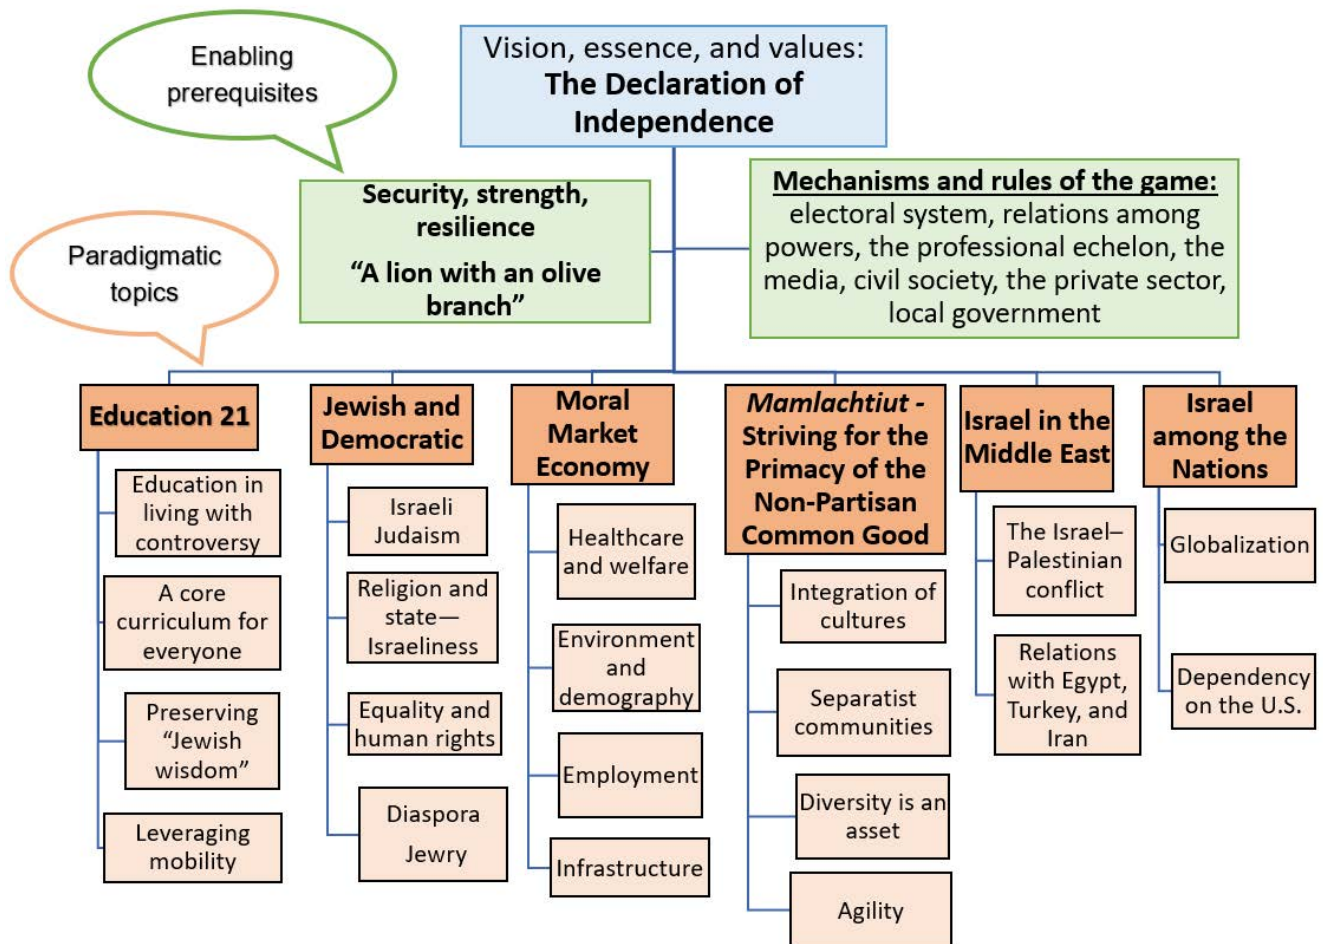 Enabling
prerequisites
Vision, essence, and values:
The Declaration of
Independence
Security, strength,
resilience
“A lion with an olive
branch”
Mechanisms and rules of the game:
electoral system, relations among
powers, the professional echelon, the
media, civil society, the private sector,
local government
Paradigmatic
topics
Education 21
Education in
living with
controversy
A core
curriculum for
everyone
Preserving
“Jewish
wisdom”
Leveraging
mobility
Jewish and
Democratic
Israeli
Judaism
Religion and
state—
Israeliness
Equality and
human rights
Diaspora
Jewry
Moral
Market
Economy
Healthcare
and welfare
Environment
and
demography
Employment
Infrastructure
Mamlachtiut -
Striving for the
Primacy of the
Non-Partisan
Common Good
Integration of
cultures
Separatist
communities
Diversity is an
asset
Agility
Israel in the
Middle East
The Israel–
Palestinian
conflict
Relations
with Egypt,
Turkey, and
Iran
Israel
among the
Nations
Globalization
Dependency
on the U.S.